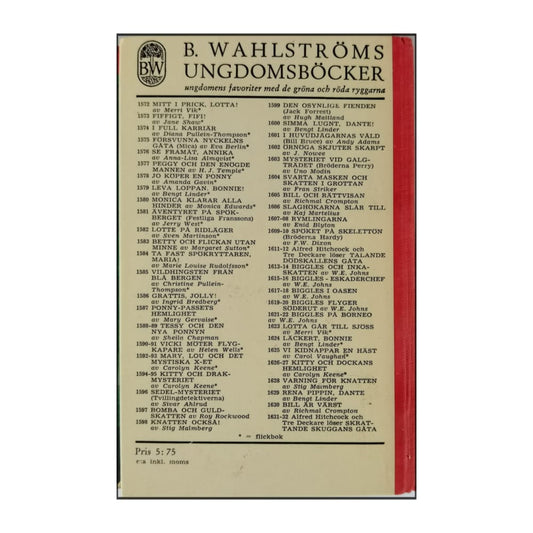 BW
B. WAHLSTRÖMS
UNGDOMSBÖCKER
ungdomens favoriter med de gröna och röda ryggarna
1572 MITT I PRICK, LOTTA!
av Merri Vik*
1573 FIFFIGT, FIFI!
av Jane Shaw*
1574 I FULL KARRIÄR
av Diana Pullein-Thompson*
1575 FÖRSVUNNA NYCKELNS
GÅTA (Mica) av Eva Berlin*
1576 SE FRAMÅT, ANNIKA
av Anna-Lisa Almqvist*
1577 PEGGY OCH DEN ENÖGDE
MANNEN av H. J. Temple*
1578 JO KÖPER EN PONNY
av Amanda Gavin*
1579 LEVA LOPPAN, BONNIE!
av Bengt Linder*
1580 MONICA KLARAR ALLA
HINDER av Monica Edwards*
1581 ÄVENTYRET PÅ SPÖK-
BERGET (Festliga Franssons)
av Jerry West*
1582 LOTTE PÅ RIDLÄGER
av Sven Martinson*
1583 BETTY OCH FLICKAN UTAN
MINNE av Margaret Sutton*
1584 TA FAST SPÖKRYTTAREN,
MARIA!
av Marie Louise Rudolfsson*
1585 VILDHINGSTEN FRÅN
BLÅ BERGEN
av Christine Pullein-
Thompson*
1586 GRATTIS, JOLLY!
av Ingrid Bredberg*
1587 PONNY-PASSETS
HEMLIGHET
av Mary Gervaise*
1588-89 TESSY OCH DEN
NYA PONNYN
av Sheila Chapman
1590-91 VICKI MÖTER FLYG-
KAPARE av Helen Wells*
1592-93 MARY, LOU OCH DET
MYSTISKA X-ET
av Carolyn Keene*
1594-95 KITTY OCH DRAK-
MYSTERIET
av Carolyn Keene*
1596 SEDEL-MYSTERIET
(Tvillingdetektiverna)
av Sivar Ahlrud
1597 BOMBA OCH GULD-
SKATTEN av Roy Rockwood
1598 KNATTEN OCKSÅ!
av Stig Malmberg
1599 DEN OSYNLIGE FIENDEN
(Jack Forrest)
av Hugh Maitland
1600 SIMMA LUGNT, DANTE!
av Bengt Linder
1601 I HUVUDJÄGARNAS VÅLD
(Bill Bruce) av Andy Adams
1602 ÖRNÖGA SKJUTER SKARPT
av J. Nowee
1603 MYSTERIET VID GALG-
TRÄDET (Bröderna Perry)
av Uno Modin
1604 SVARTA MASKEN OCH
SKATTEN I GROTTAN
av Fran Striker
1605 BILL OCH RÄTTVISAN
av Richmal Crompton
1606 SLAGHÖKARNA SLÅR TILL
av Kaj Martelius
1607-08 RYMLINGARNA
av Enid Blyton
1609-10 SPÖKET PÅ SKELETTÖN
(Bröderna Hardy)
av F.W. Dixon
1611-12 Alfred Hitchcock och
Tre Deckare löser TALANDE
DÖDSKALLENS GÅTA
1613-14 BIGGLES OCH INKA-
SKATTEN av W.E. Johns
1615-16 BIGGLES - ESKADERCHEF
av W.E. Johns
1617-18 BIGGLES I OASEN
av W.E. Johns
1619-20 BIGGLES FLYGER
SÖDERUT av W.E. Johns
1621-22 BIGGLES PÅ BORNEO
av W.E. Johns
1623 LOTTA GÅR TILL SJÖSS
av Merri Vik*
1624 LÄCKERT, BONNIE
av Bengt Linder*
1625 VI KIDNAPPAR EN HÄST
av Carol Vaughan*
1626-27 KITTY OCH DOCKANS
HEMLIGHET
av Carolyn Keene*
1628 VARNING FÖR KNATTEN
av Stig Malmberg
1629 RENA PIPPIN, DANTE
av Bengt Linder
1630 BILL ÄR VÄRST
av Richmal Crompton
1631-32 Alfred Hitchcock och
Tre Deckare löser SKRAT-
TANDE SKUGGANS GÅTA
* = flickbok
Pris 5:75
inkl. moms